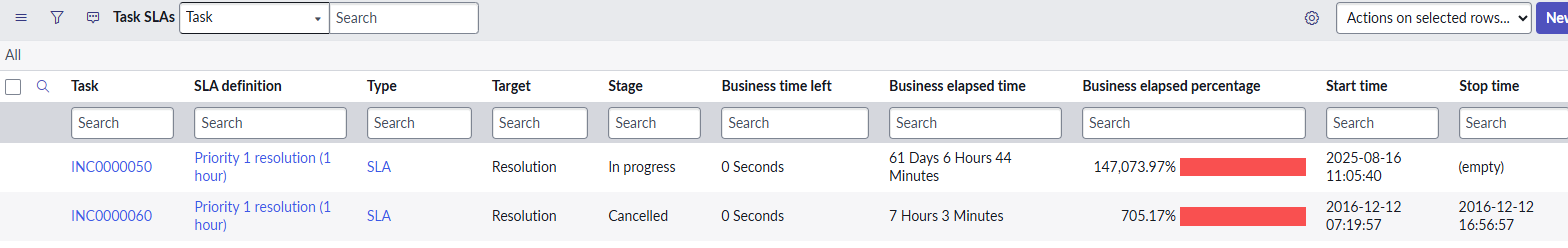 Task SLAs Task Search Actions on selected rows...
All
Task SLA definition Type Target Stage Business time left Business elapsed time Business elapsed percentage Start time Stop time
Search Search Search Search Search Search Search Search Search Search
INC0000050 Priority 1 resolution (1 hour) SLA Resolution In progress 0 Seconds 61 Days 6 Hours 44 Minutes 147,073.97% 2025-08-16 11:05:40 (empty)
INC0000060 Priority 1 resolution (1 hour) SLA Resolution Cancelled 0 Seconds 7 Hours 3 Minutes 705.17% 2016-12-12 07:19:57 2016-12-12 16:56:57